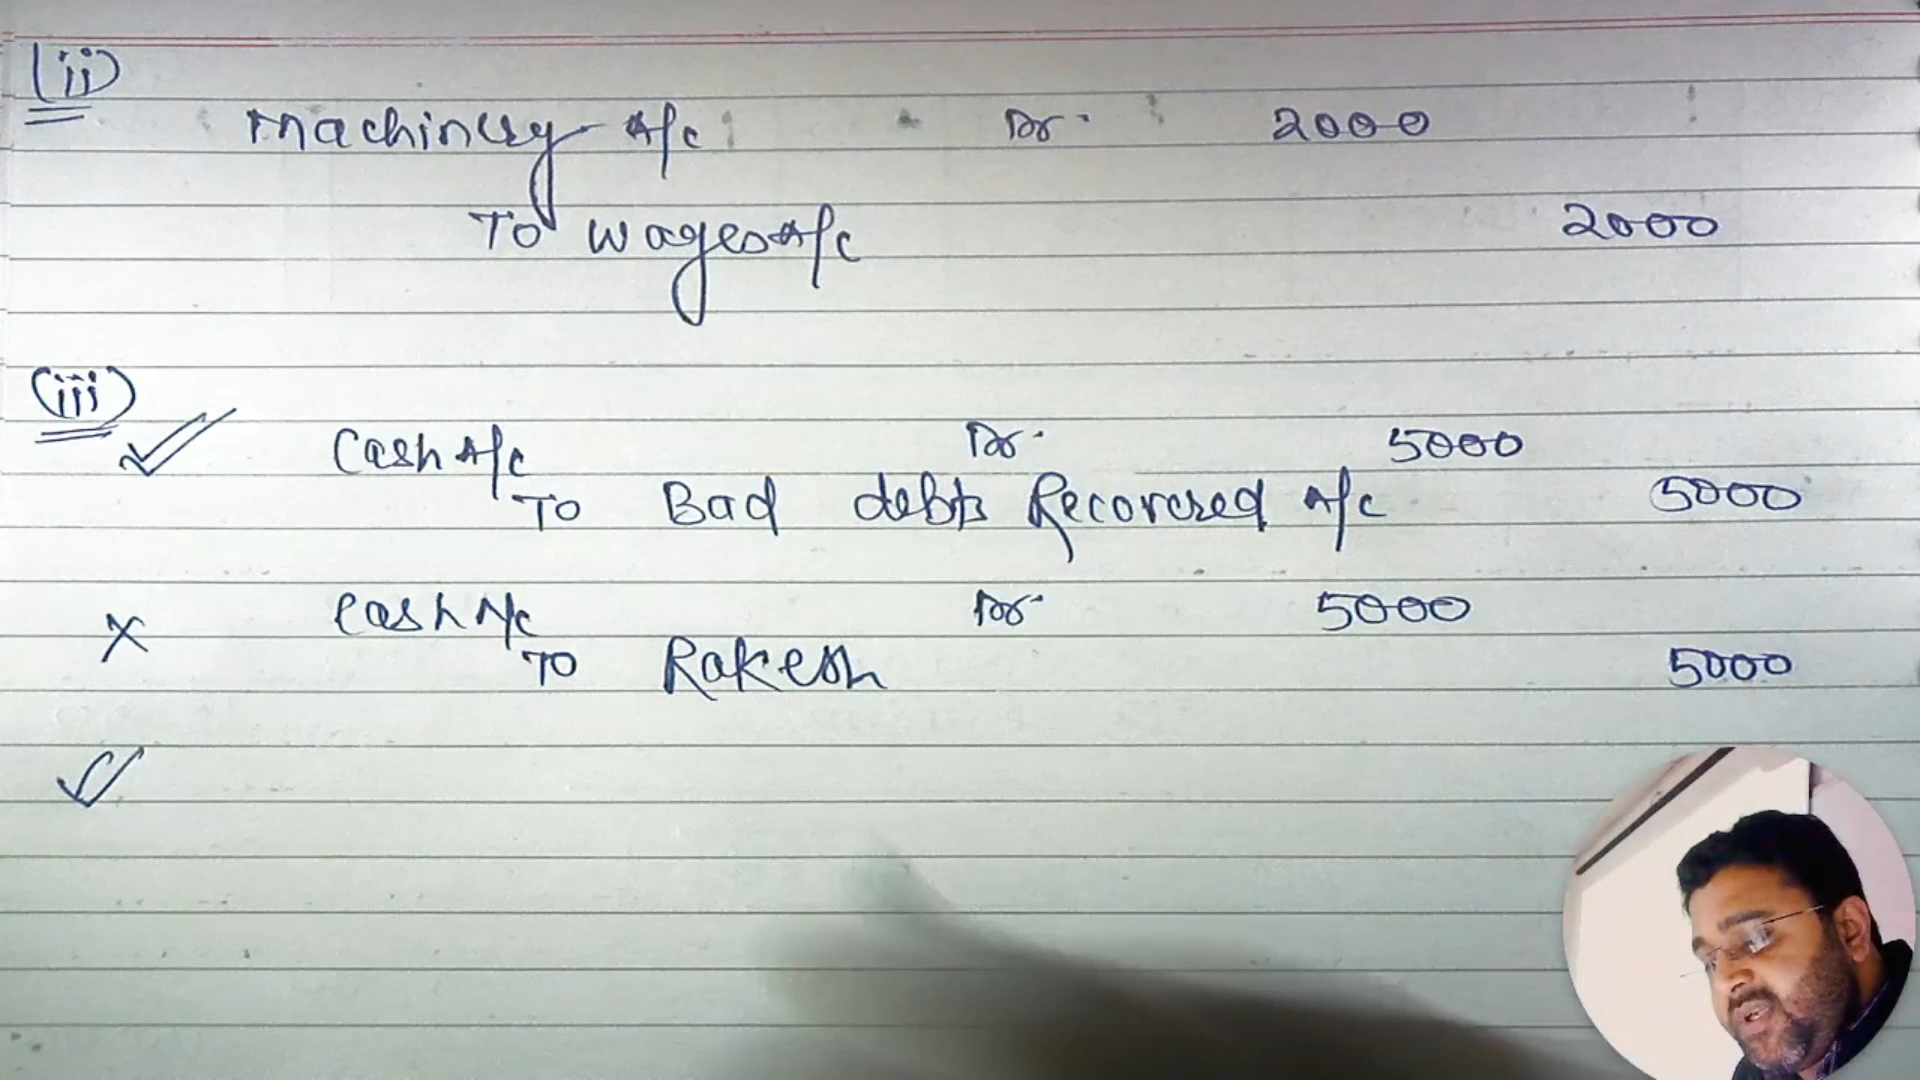 (ii)
Machinery A/c Dr. 2000
To Wages A/c 2000
(iii)
Cash A/c Dr. 5000
To Bad debts Recovered A/c 5000
Cash A/c Dr. 5000
To Rakesh 5000